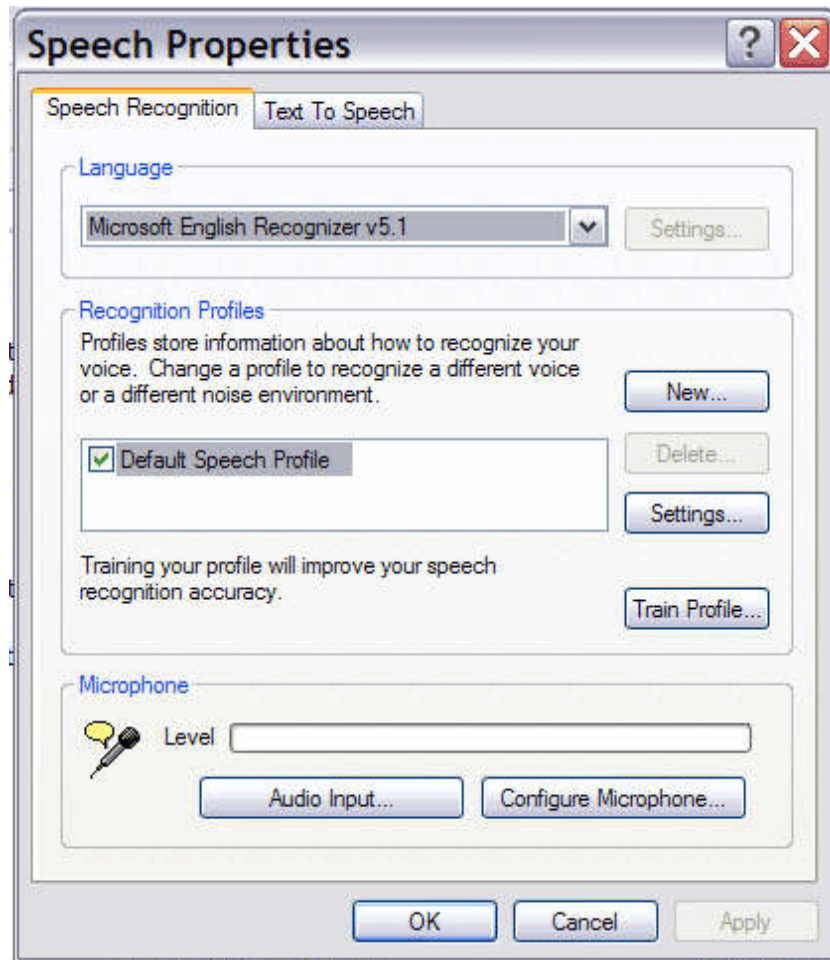 Speech Properties
Speech Recognition
Text To Speech
Language
Microsoft English Recognizer v5.1
Settings...
Recognition Profiles
Profiles store information about how to recognize your
voice. Change a profile to recognize a different voice
or a different noise environment.
New...
Default Speech Profile
Delete...
Settings...
Training your profile will improve your speech
recognition accuracy.
Train Profile...
Microphone
Level
Audio Input...
Configure Microphone...
OK
Cancel
Apply